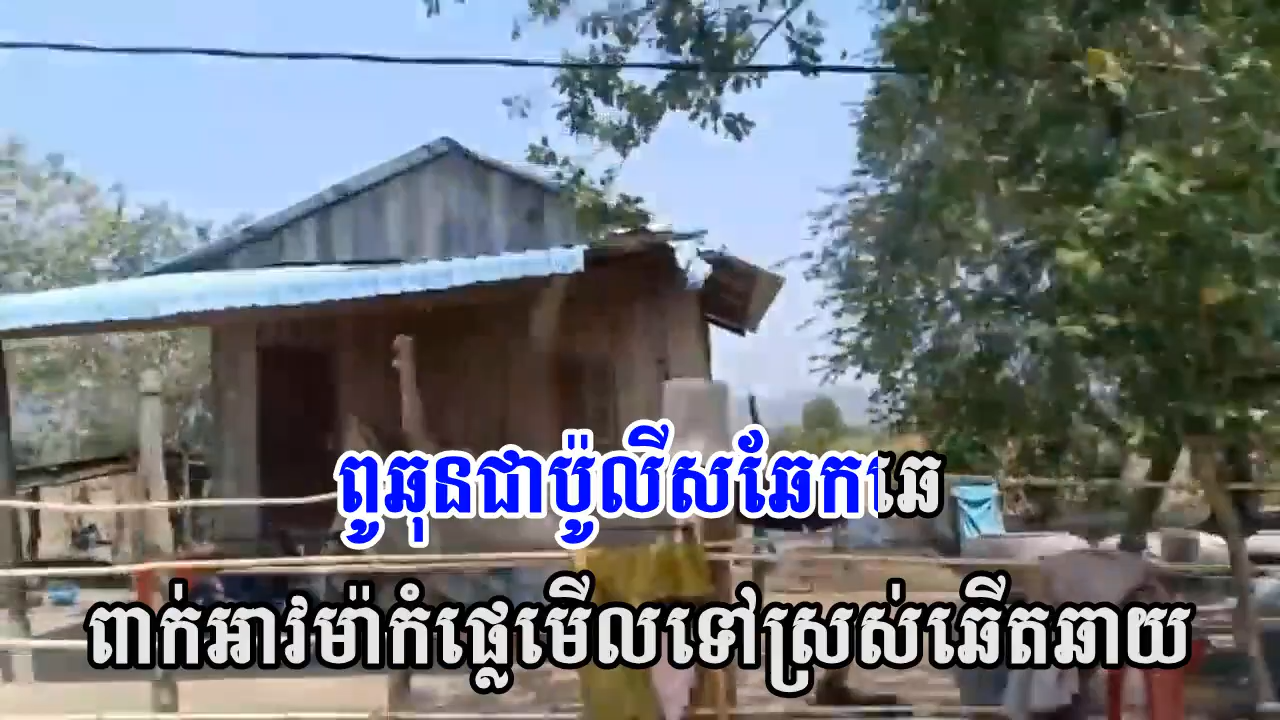 ពូឆុនជាប៉ូលីសឆែកឆេ
ពាក់អាវម៉ាកំផ្លេមើលទៅស្រស់ឆើតឆាយ